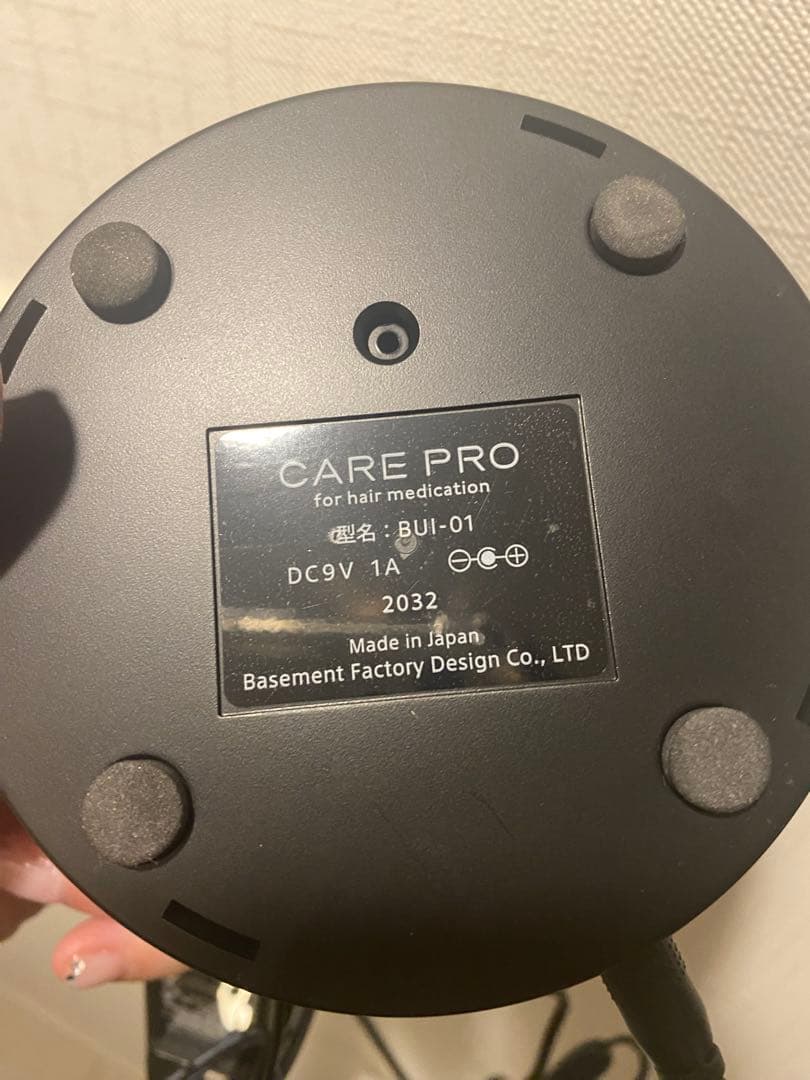 CARE PRO
for hair medication
型名：BUI-01
DC9V 1A
2032
Made in Japan
Basement Factory Design Co., LTD